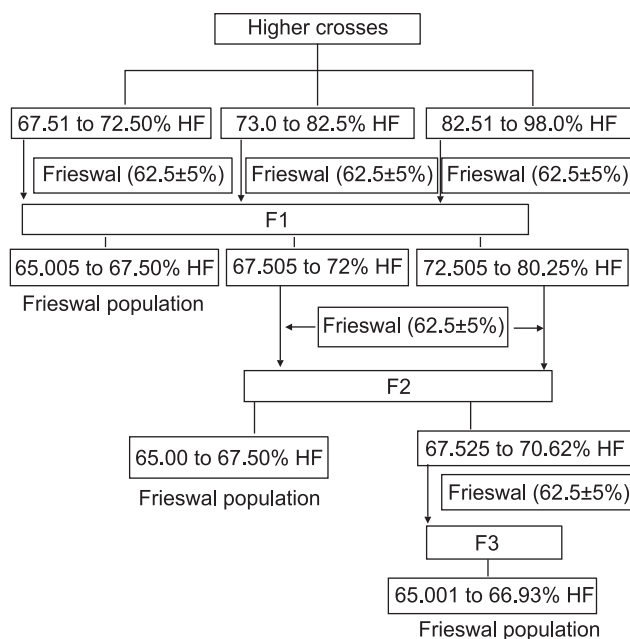 Higher crosses
67.51 to 72.50% HF
73.0 to 82.5% HF
82.51 to 98.0% HF
Frieswal (62.5±5%)
Frieswal (62.5±5%)
Frieswal (62.5±5%)
F1
65.005 to 67.50% HF
67.505 to 72% HF
72.505 to 80.25% HF
Frieswal population
Frieswal (62.5±5%)
F2
65.00 to 67.50% HF
67.525 to 70.62% HF
Frieswal population
Frieswal (62.5±5%)
F3
65.001 to 66.93% HF
Frieswal population